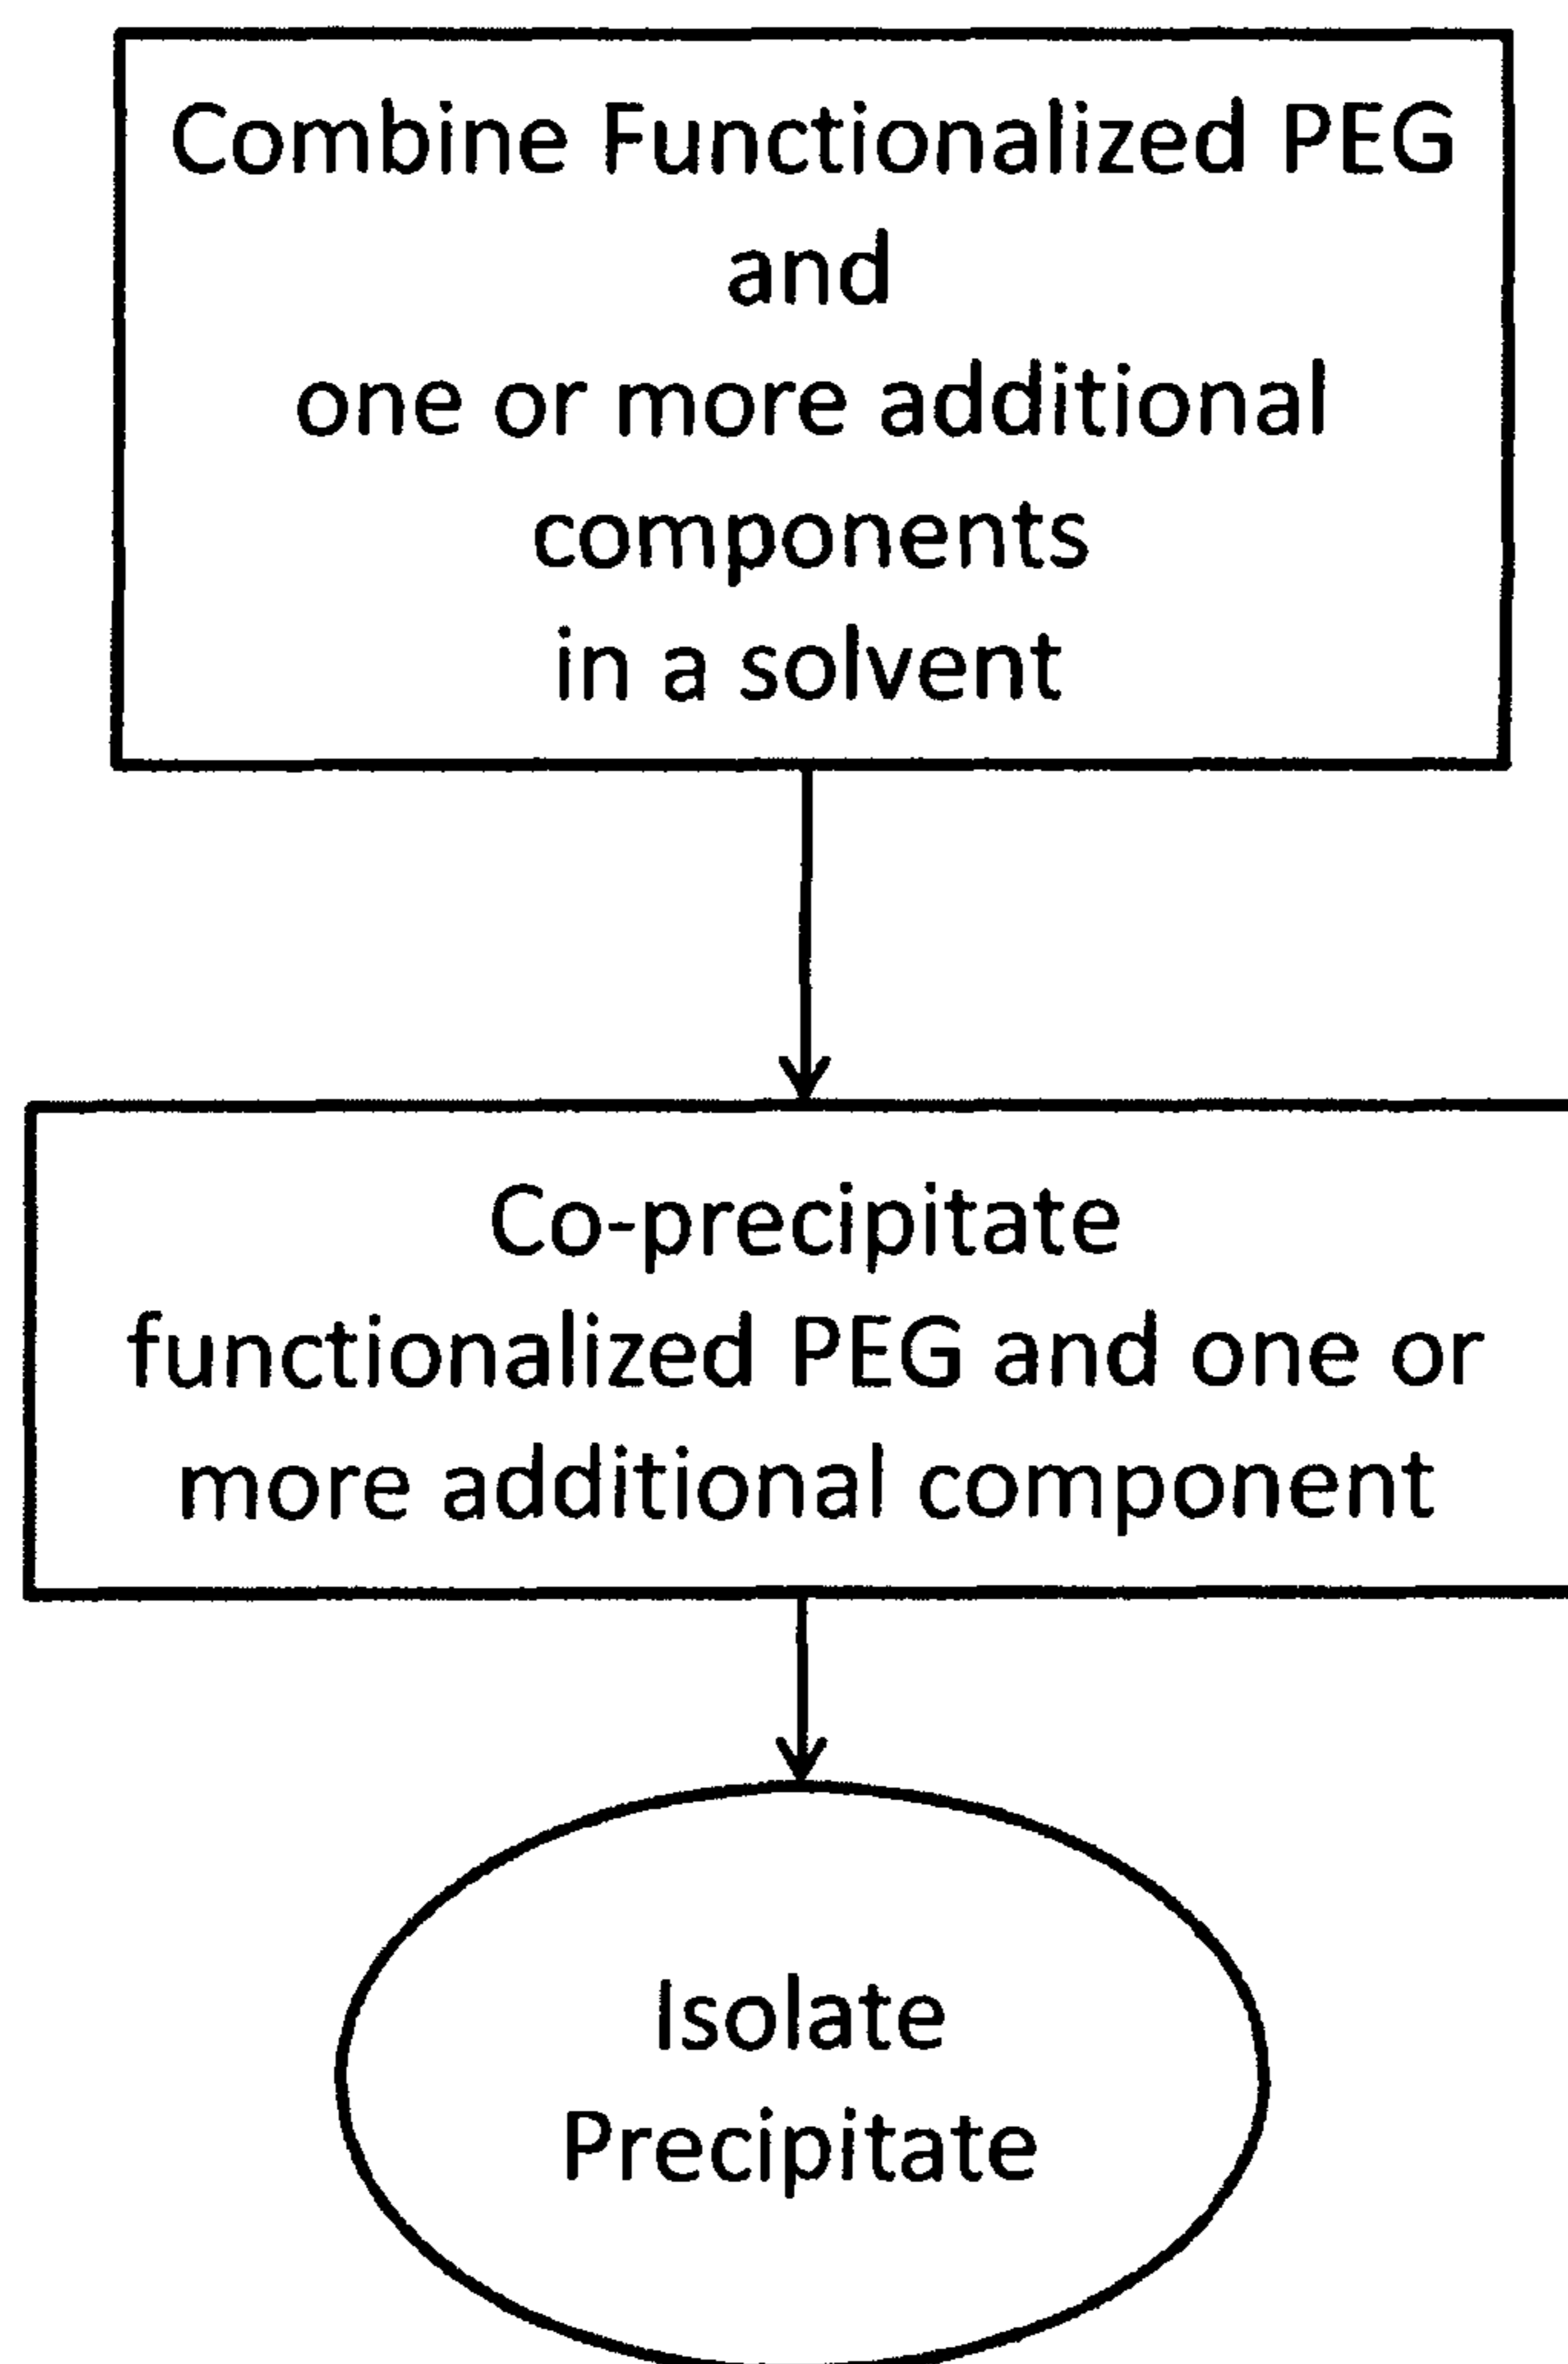 Combine Functionalized PEG
and
one or more additional
components
in a solvent
Co-precipitate
functionalized PEG and one or
more additional component
Isolate
Precipitate